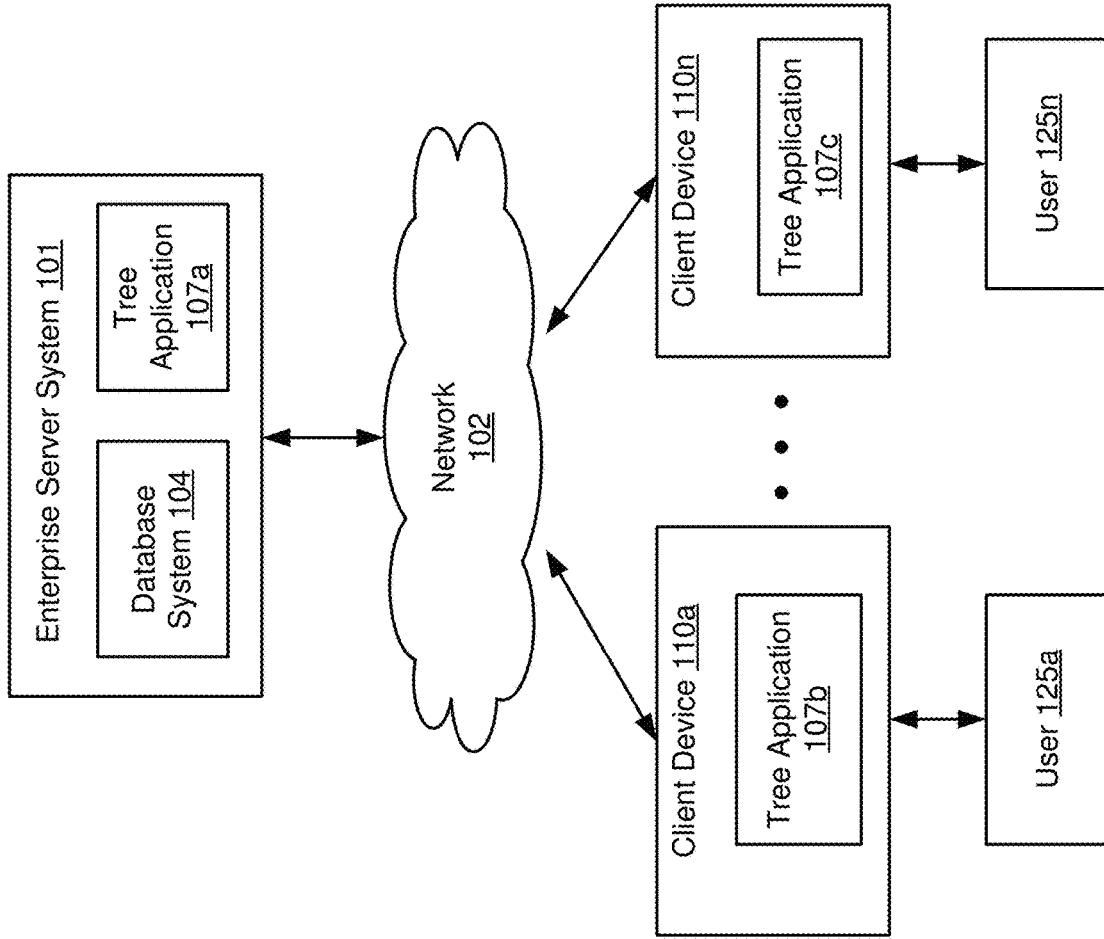 Enterprise Server System 101
Database
System 104
Tree
Application
107a
Network
102
Client Device 110a
Tree Application
107b
User 125a
Client Device 110n
Tree Application
107c
User 125n